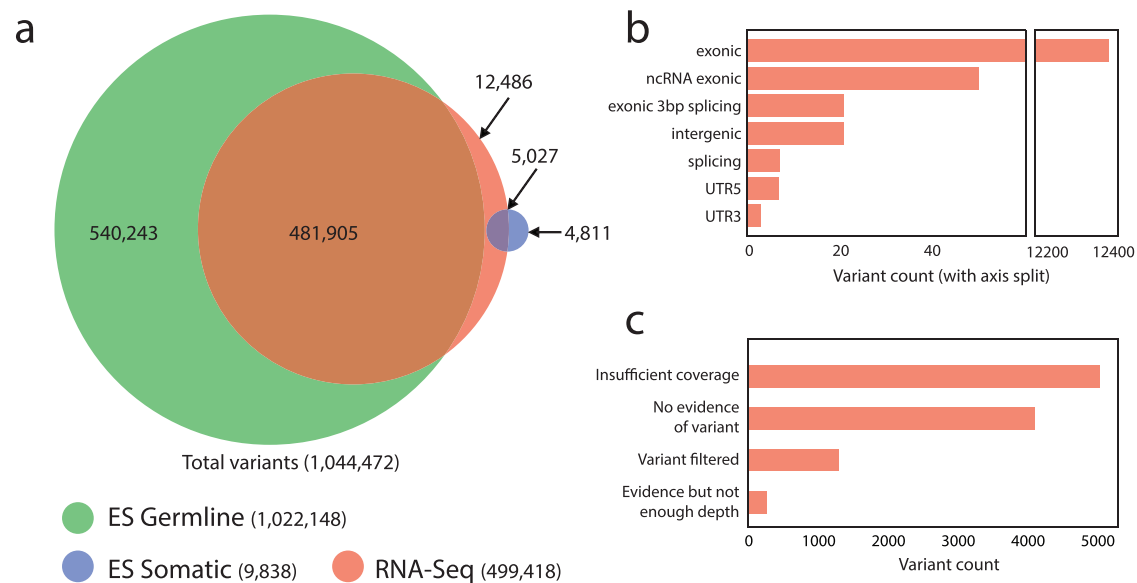 a
12,486
5,027
540,243
481,905
4,811
Total variants (1,044,472)
ES Germline (1,022,148)
ES Somatic (9,838)
RNA-Seq (499,418)
b
exonic
ncRNA exonic
exonic 3bp splicing
intergenic
splicing
UTR5
UTR3
0 20 40 12200 12400
Variant count (with axis split)
c
Insufficient coverage
No evidence
of variant
Variant filtered
Evidence but not
enough depth
0 1000 2000 3000 4000 5000
Variant count